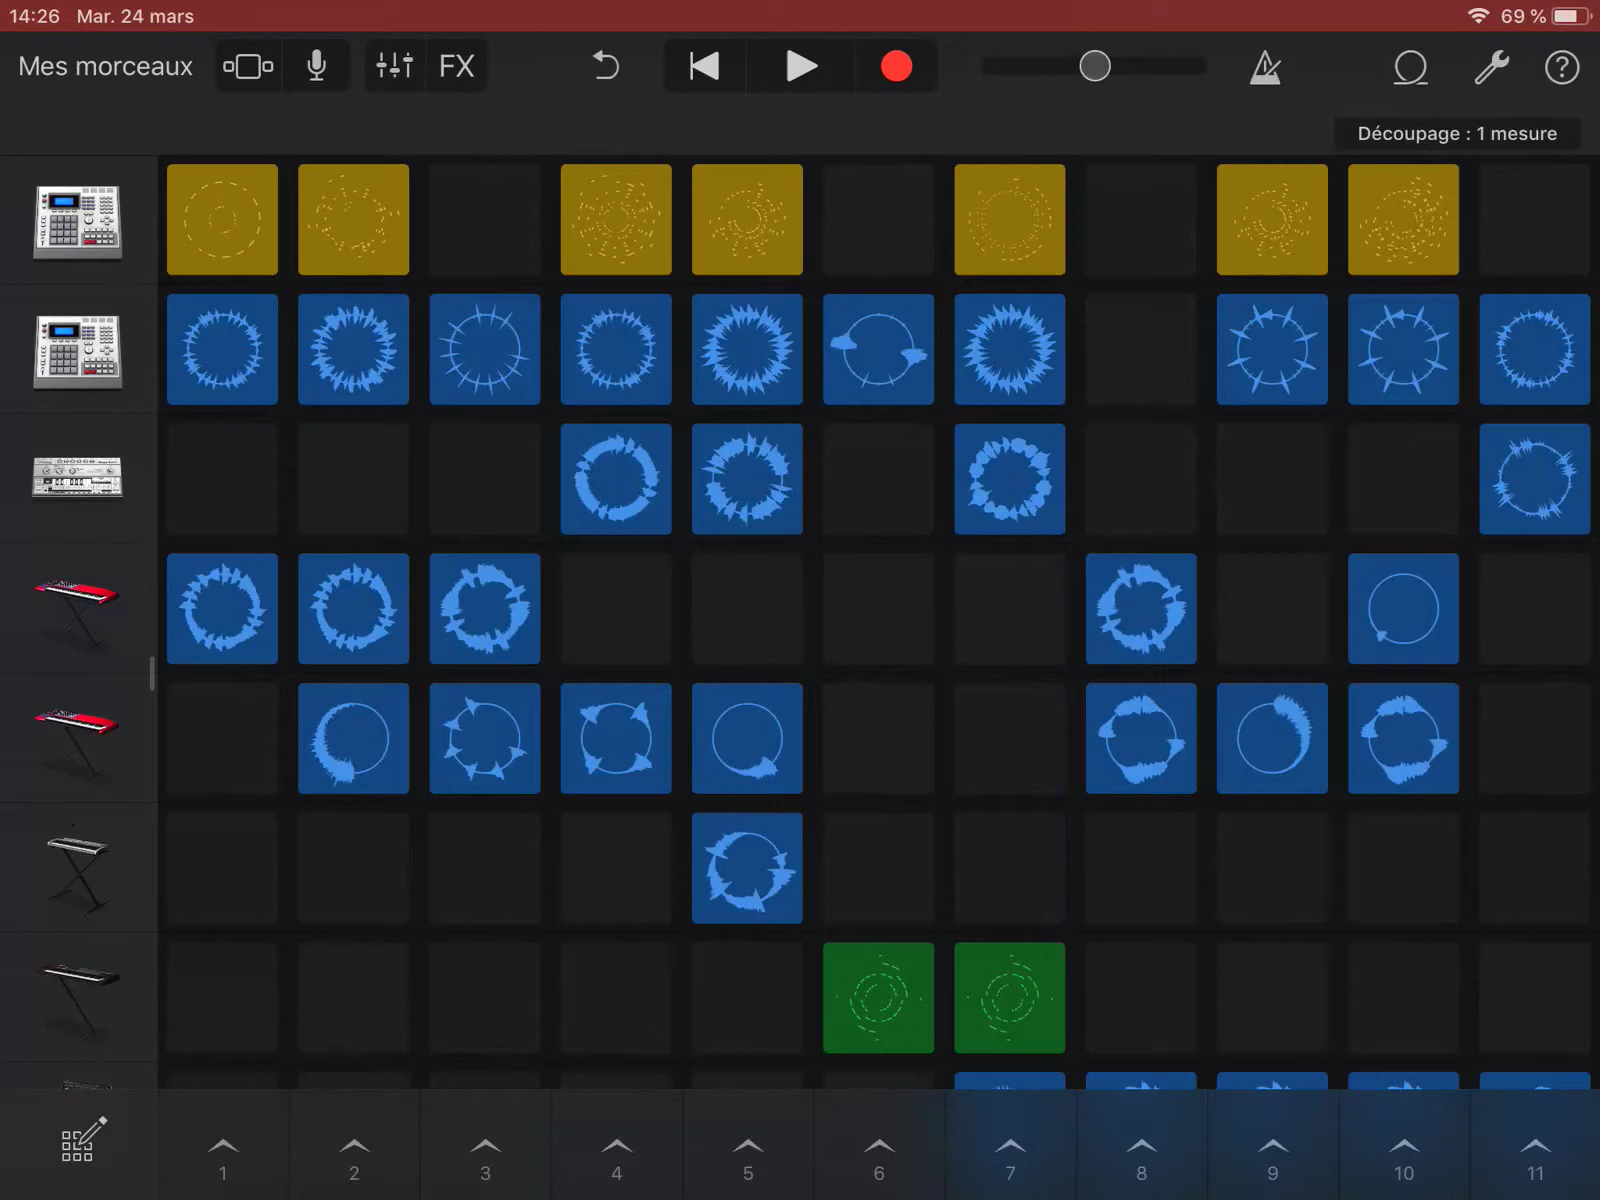 14:26 Mar. 24 mars 69 %
Mes morceaux FX
?
Découpage : 1 mesure
1 2 3 4 5 6 7 8 9 10 11